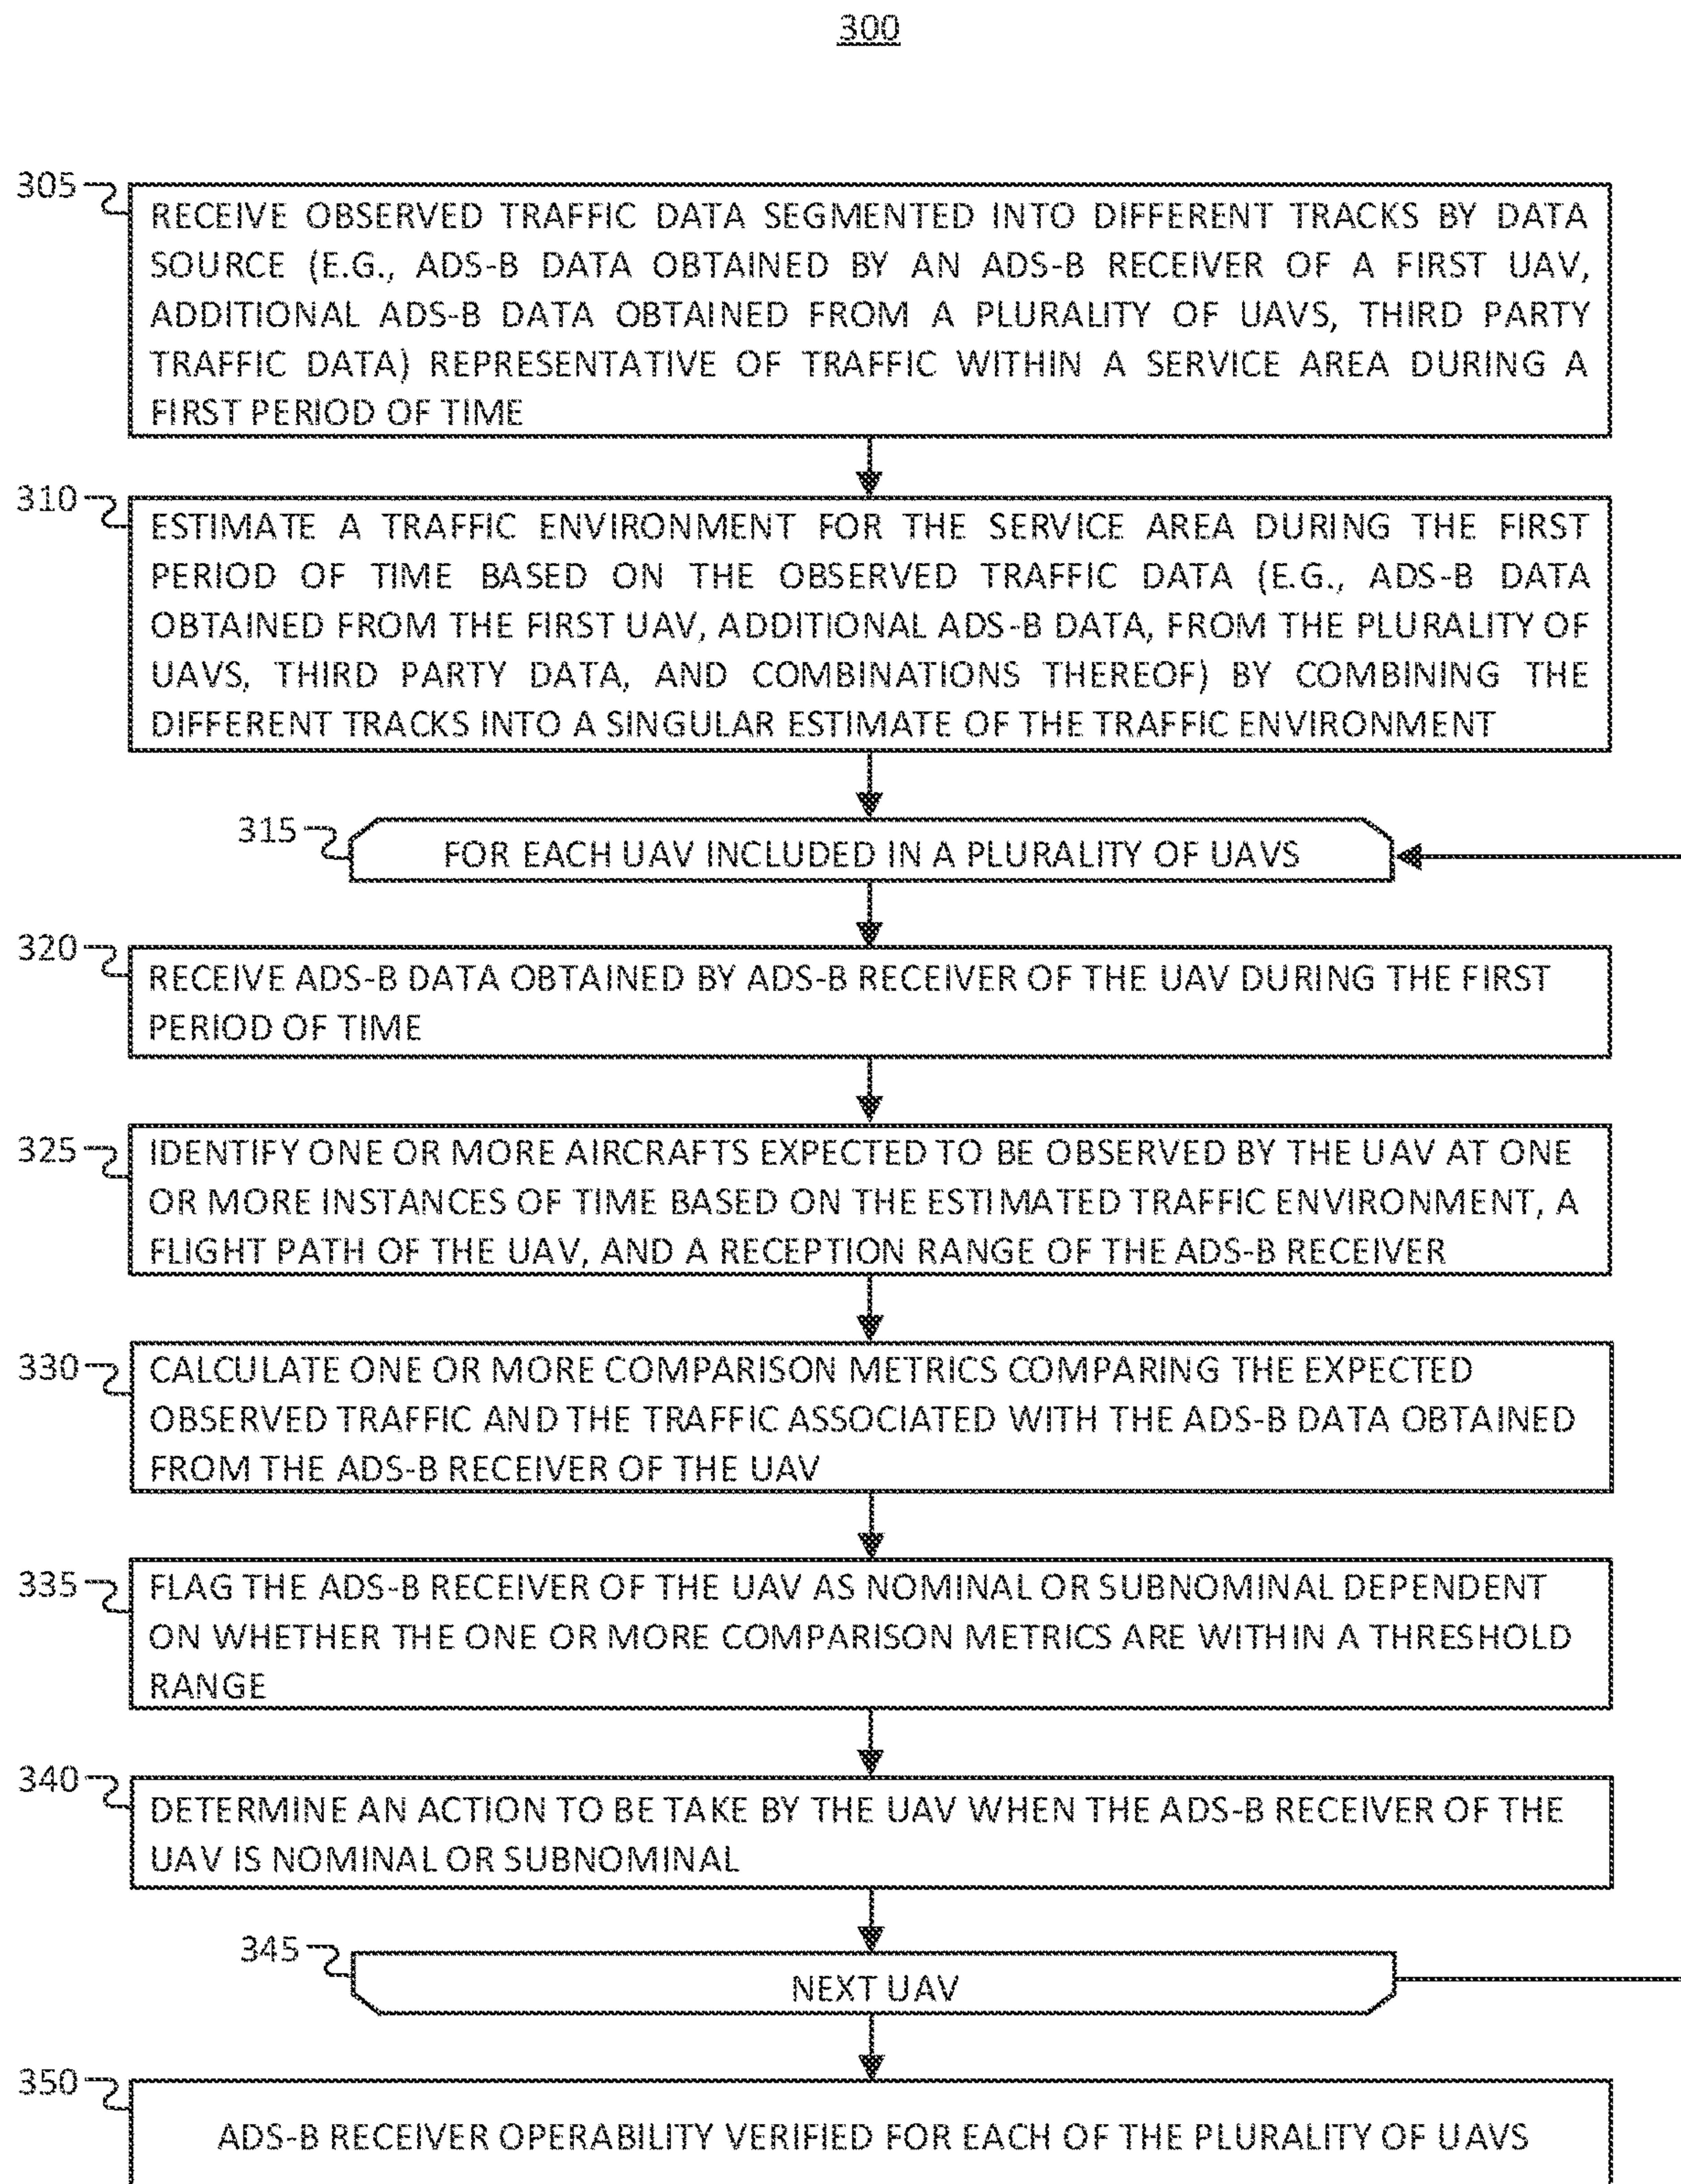 300
305
RECEIVE OBSERVED TRAFFIC DATA SEGMENTED INTO DIFFERENT TRACKS BY DATA
SOURCE (E.G., ADS-B DATA OBTAINED BY AN ADS-B RECEIVER OF A FIRST UAV,
ADDITIONAL ADS-B DATA OBTAINED FROM A PLURALITY OF UAVS, THIRD PARTY
TRAFFIC DATA) REPRESENTATIVE OF TRAFFIC WITHIN A SERVICE AREA DURING A
FIRST PERIOD OF TIME
310
ESTIMATE A TRAFFIC ENVIRONMENT FOR THE SERVICE AREA DURING THE FIRST
PERIOD OF TIME BASED ON THE OBSERVED TRAFFIC DATA (E.G., ADS-B DATA
OBTAINED FROM THE FIRST UAV, ADDITIONAL ADS-B DATA, FROM THE PLURALITY OF
UAVS, THIRD PARTY DATA, AND COMBINATIONS THEREOF) BY COMBINING THE
DIFFERENT TRACKS INTO A SINGULAR ESTIMATE OF THE TRAFFIC ENVIRONMENT
315
FOR EACH UAV INCLUDED IN A PLURALITY OF UAVS
320
RECEIVE ADS-B DATA OBTAINED BY ADS-B RECEIVER OF THE UAV DURING THE FIRST
PERIOD OF TIME
325
IDENTIFY ONE OR MORE AIRCRAFTS EXPECTED TO BE OBSERVED BY THE UAV AT ONE
OR MORE INSTANCES OF TIME BASED ON THE ESTIMATED TRAFFIC ENVIRONMENT, A
FLIGHT PATH OF THE UAV, AND A RECEPTION RANGE OF THE ADS-B RECEIVER
330
CALCULATE ONE OR MORE COMPARISON METRICS COMPARING THE EXPECTED
OBSERVED TRAFFIC AND THE TRAFFIC ASSOCIATED WITH THE ADS-B DATA OBTAINED
FROM THE ADS-B RECEIVER OF THE UAV
335
FLAG THE ADS-B RECEIVER OF THE UAV AS NOMINAL OR SUBNOMINAL DEPENDENT
ON WHETHER THE ONE OR MORE COMPARISON METRICS ARE WITHIN A THRESHOLD
RANGE
340
DETERMINE AN ACTION TO BE TAKE BY THE UAV WHEN THE ADS-B RECEIVER OF THE
UAV IS NOMINAL OR SUBNOMINAL
345
NEXT UAV
350
ADS-B RECEIVER OPERABILITY VERIFIED FOR EACH OF THE PLURALITY OF UAVS